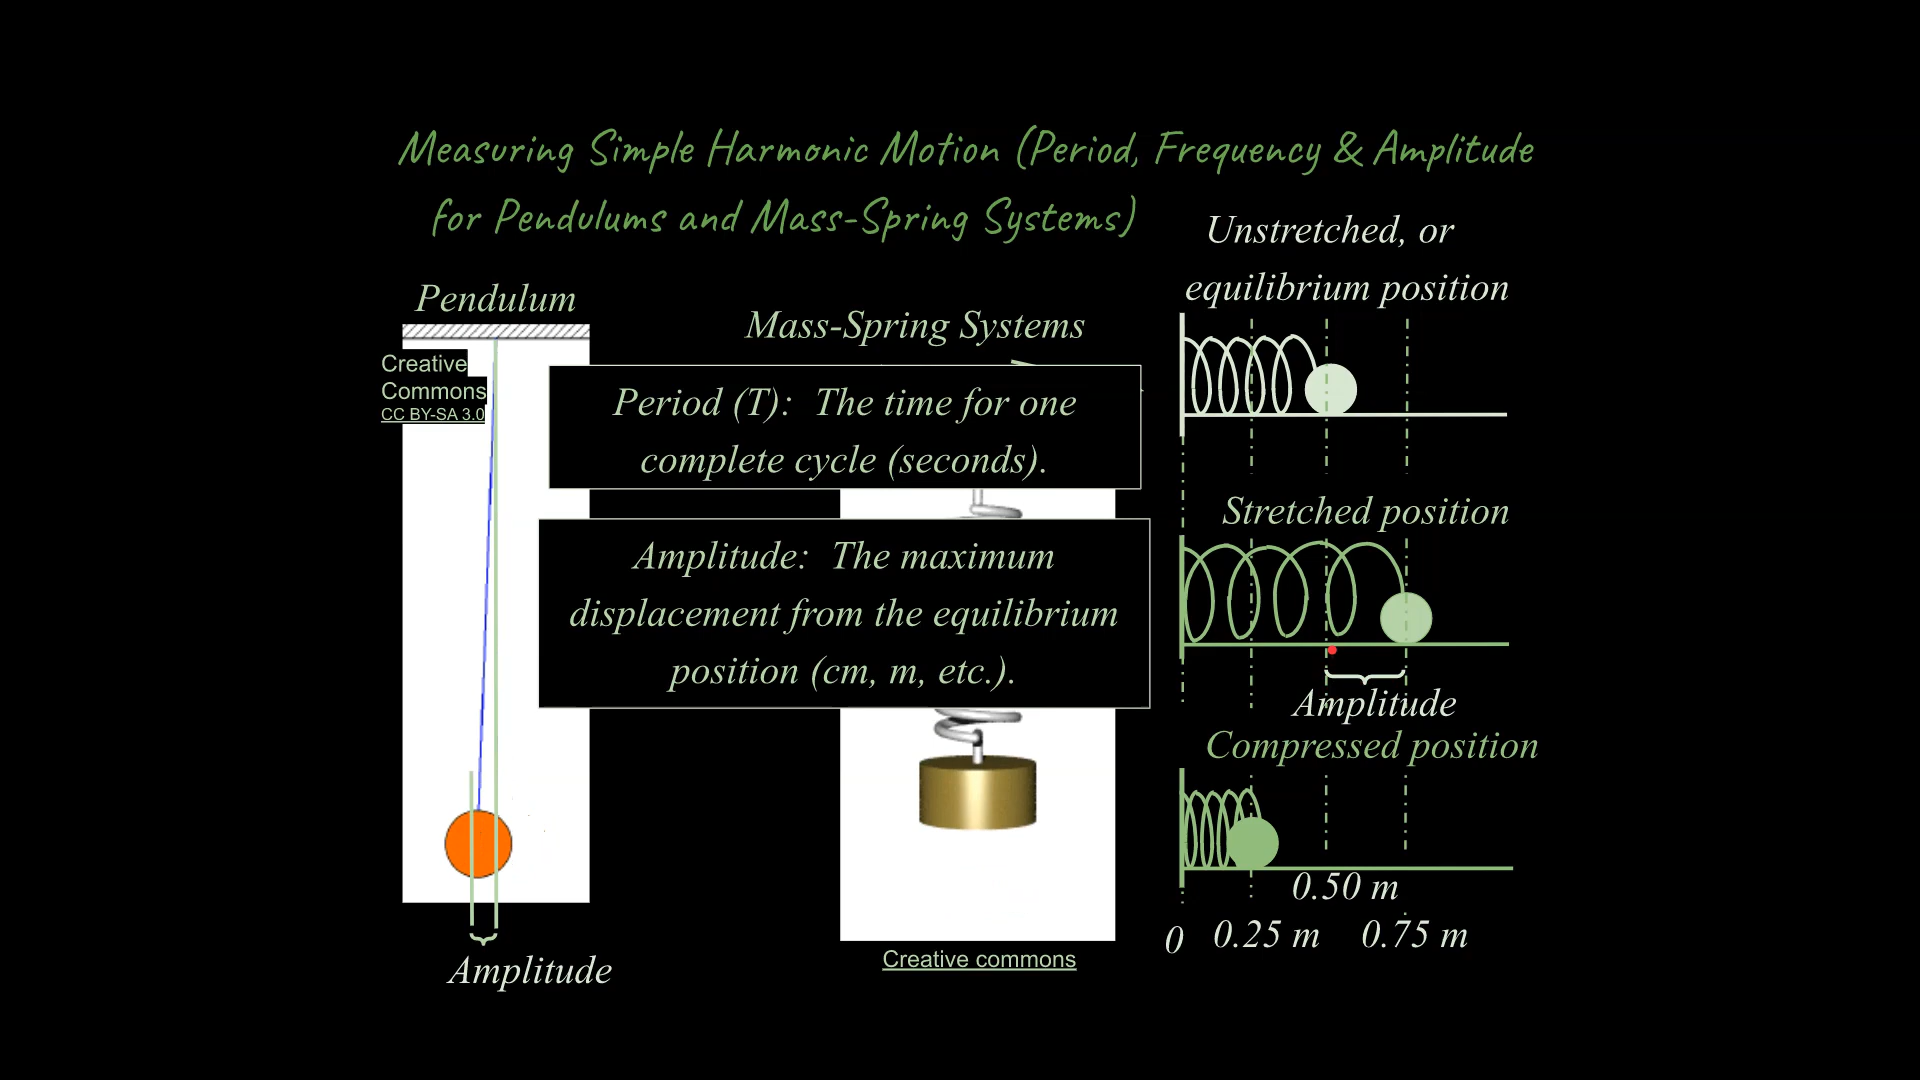 Measuring Simple Harmonic Motion (Period, Frequency & Amplitude
for Pendulums and Mass-Spring Systems)
Pendulum
Creative
Commons
CC BY-SA 3.0
Amplitude
Mass-Spring Systems
Period (T):  The time for one
complete cycle (seconds).
Amplitude:  The maximum
displacement from the equilibrium
position (cm, m, etc.).
Creative commons
Unstretched, or
equilibrium position
Stretched position
Amplitude
Compressed position
0.50 m
0 0.25 m 0.75 m